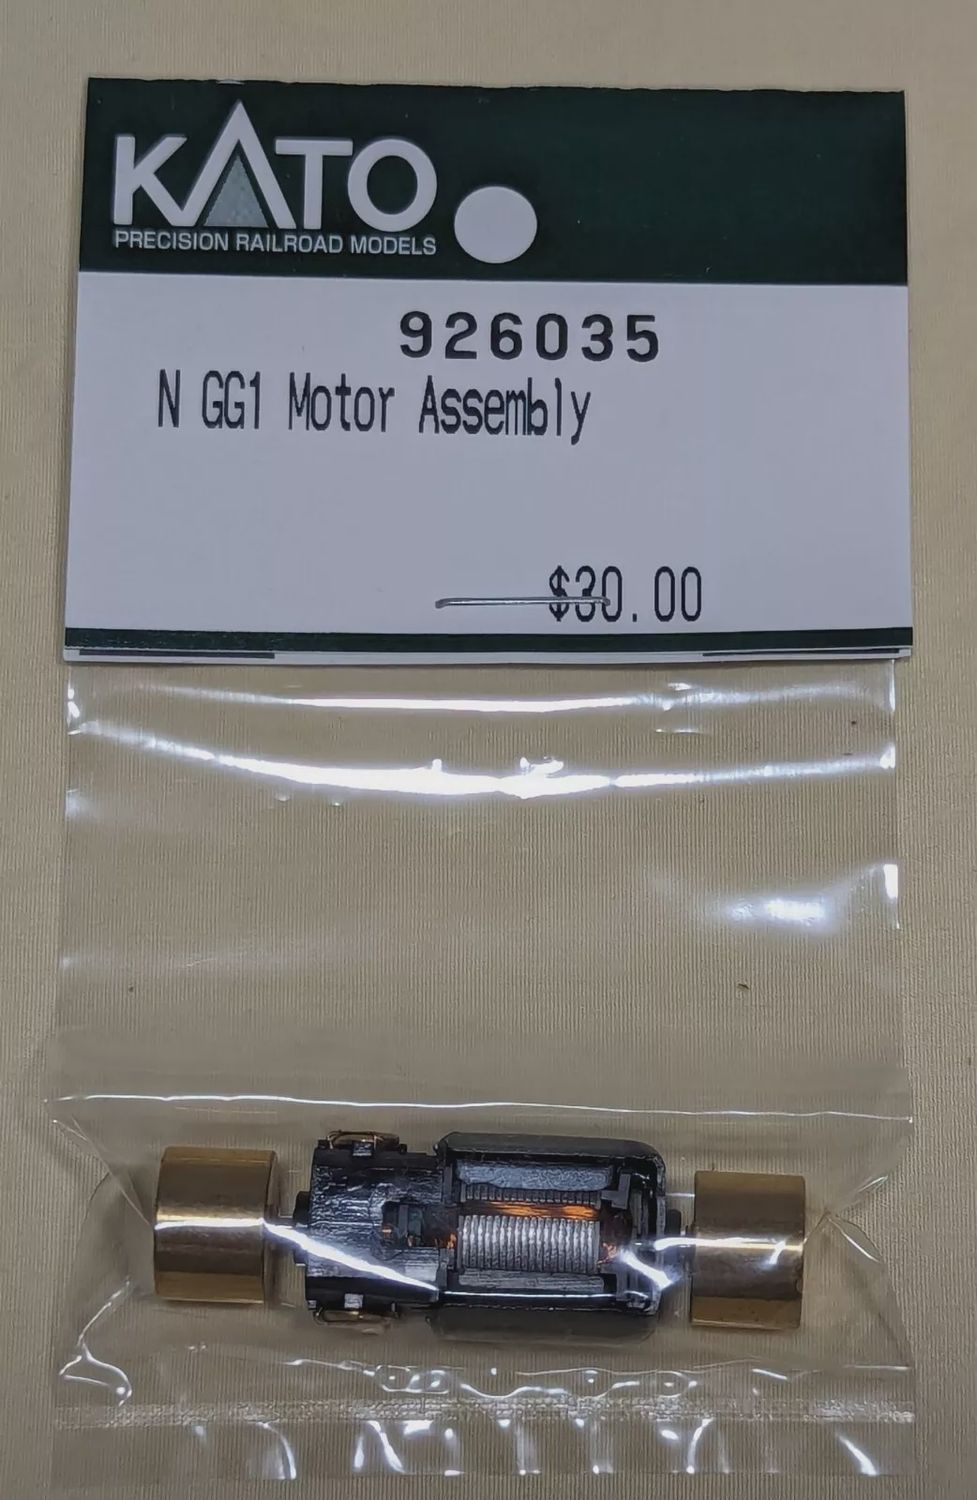 KATO
PRECISION RAILROAD MODELS
926035
N GG1 Motor Assembly
$30.00